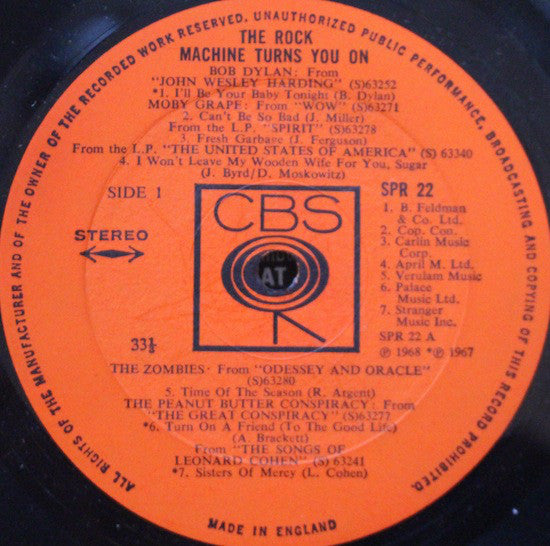 ALL RIGHTS OF THE MANUFACTURER AND OF THE OWNER OF THE RECORDED WORK RESERVED, UNAUTHORIZED PUBLIC PERFORMANCE, BROADCASTING AND COPYING OF THIS RECORD PROHIBITED.
THE ROCK
MACHINE TURNS YOU ON
BOB DYLAN: From
"JOHN WESLEY HARDING" (S)63252
*1. I'll Be Your Baby Tonight (B. Dylan)
MOBY GRAPE: From "WOW" (S)63271
2. Can't Be So Bad (J. Miller)
From the L.P. "SPIRIT" (S)63278
3. Fresh Garbage (J. Ferguson)
From the L.P. "THE UNITED STATES OF AMERICA" (S) 63340
4. I Won't Leave My Wooden Wife For You, Sugar
(J. Byrd/D. Moskowitz)
SIDE 1
STEREO
33⅓
CBS
AT
SPR 22
1. B. Feldman
& Co. Ltd.
2. Cop. Con.
3. Carlin Music
Corp.
4. April M. Ltd.
5. Verulam Music
6. Palace
Music Ltd.
7. Stranger
Music Inc.
SPR 22 A
℗ 1968 *℗ 1967
THE ZOMBIES: From "ODESSEY AND ORACLE"
(S)63280
5. Time Of The Season (R. Argent)
THE PEANUT BUTTER CONSPIRACY: From
"THE GREAT CONSPIRACY" (S)63277
*6. Turn On A Friend (To The Good Life)
(A. Brackett)
From "THE SONGS OF
LEONARD COHEN" (S) 63241
*7. Sisters Of Mercy (L. Cohen)
MADE IN ENGLAND